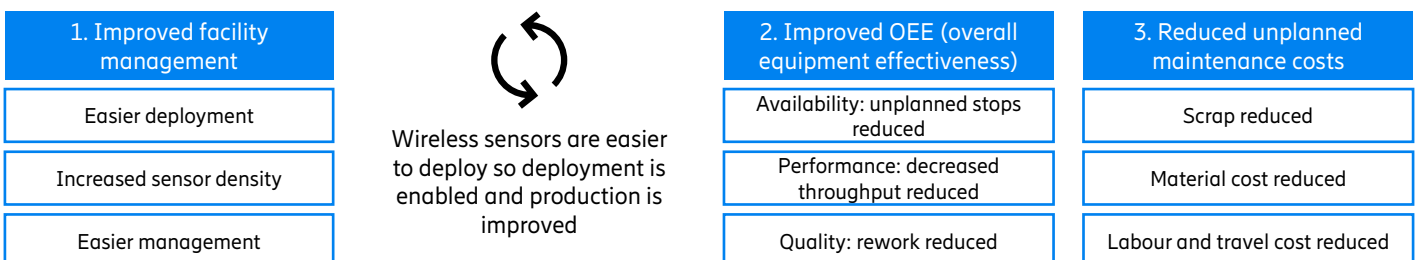 1. Improved facility
management
Easier deployment
Increased sensor density
Easier management
Wireless sensors are easier
to deploy so deployment is
enabled and production is
improved
2. Improved OEE (overall
equipment effectiveness)
Availability: unplanned stops
reduced
Performance: decreased
throughput reduced
Quality: rework reduced
3. Reduced unplanned
maintenance costs
Scrap reduced
Material cost reduced
Labour and travel cost reduced